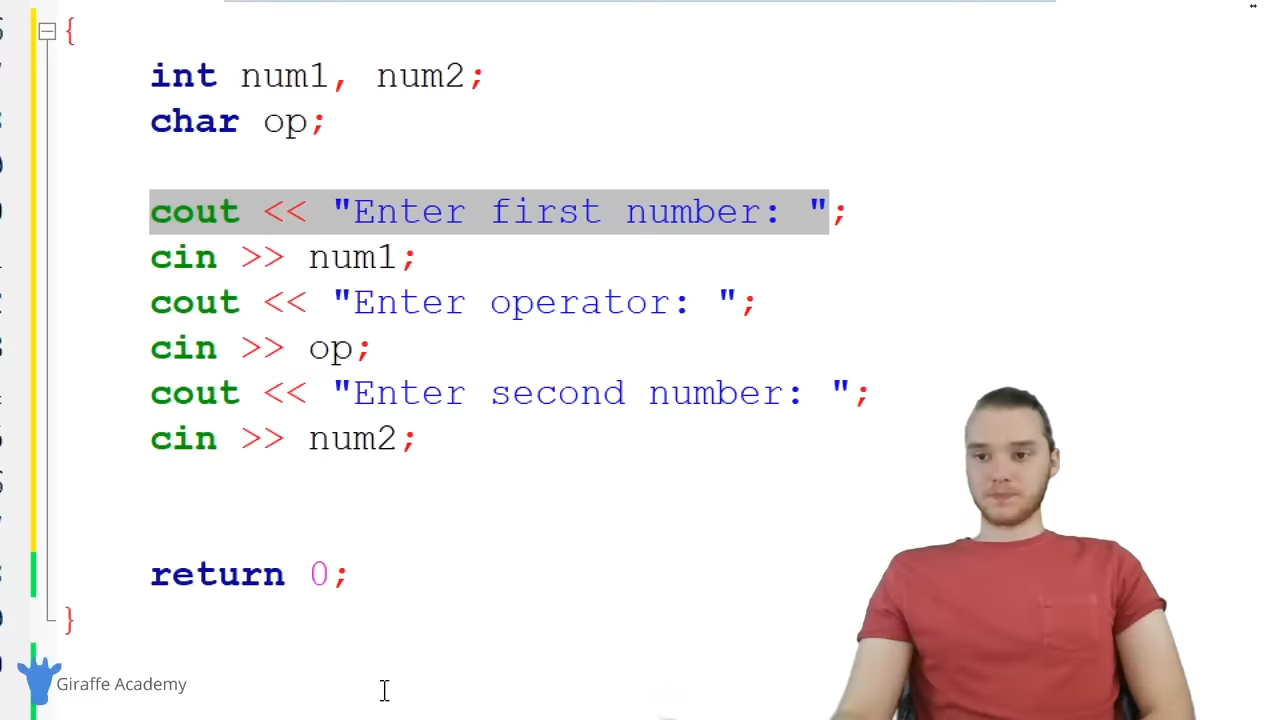 {
int num1, num2;
char op;
cout << "Enter first number: ";
cin >> num1;
cout << "Enter operator: ";
cin >> op;
cout << "Enter second number: ";
cin >> num2;
return 0;
}
Giraffe Academy